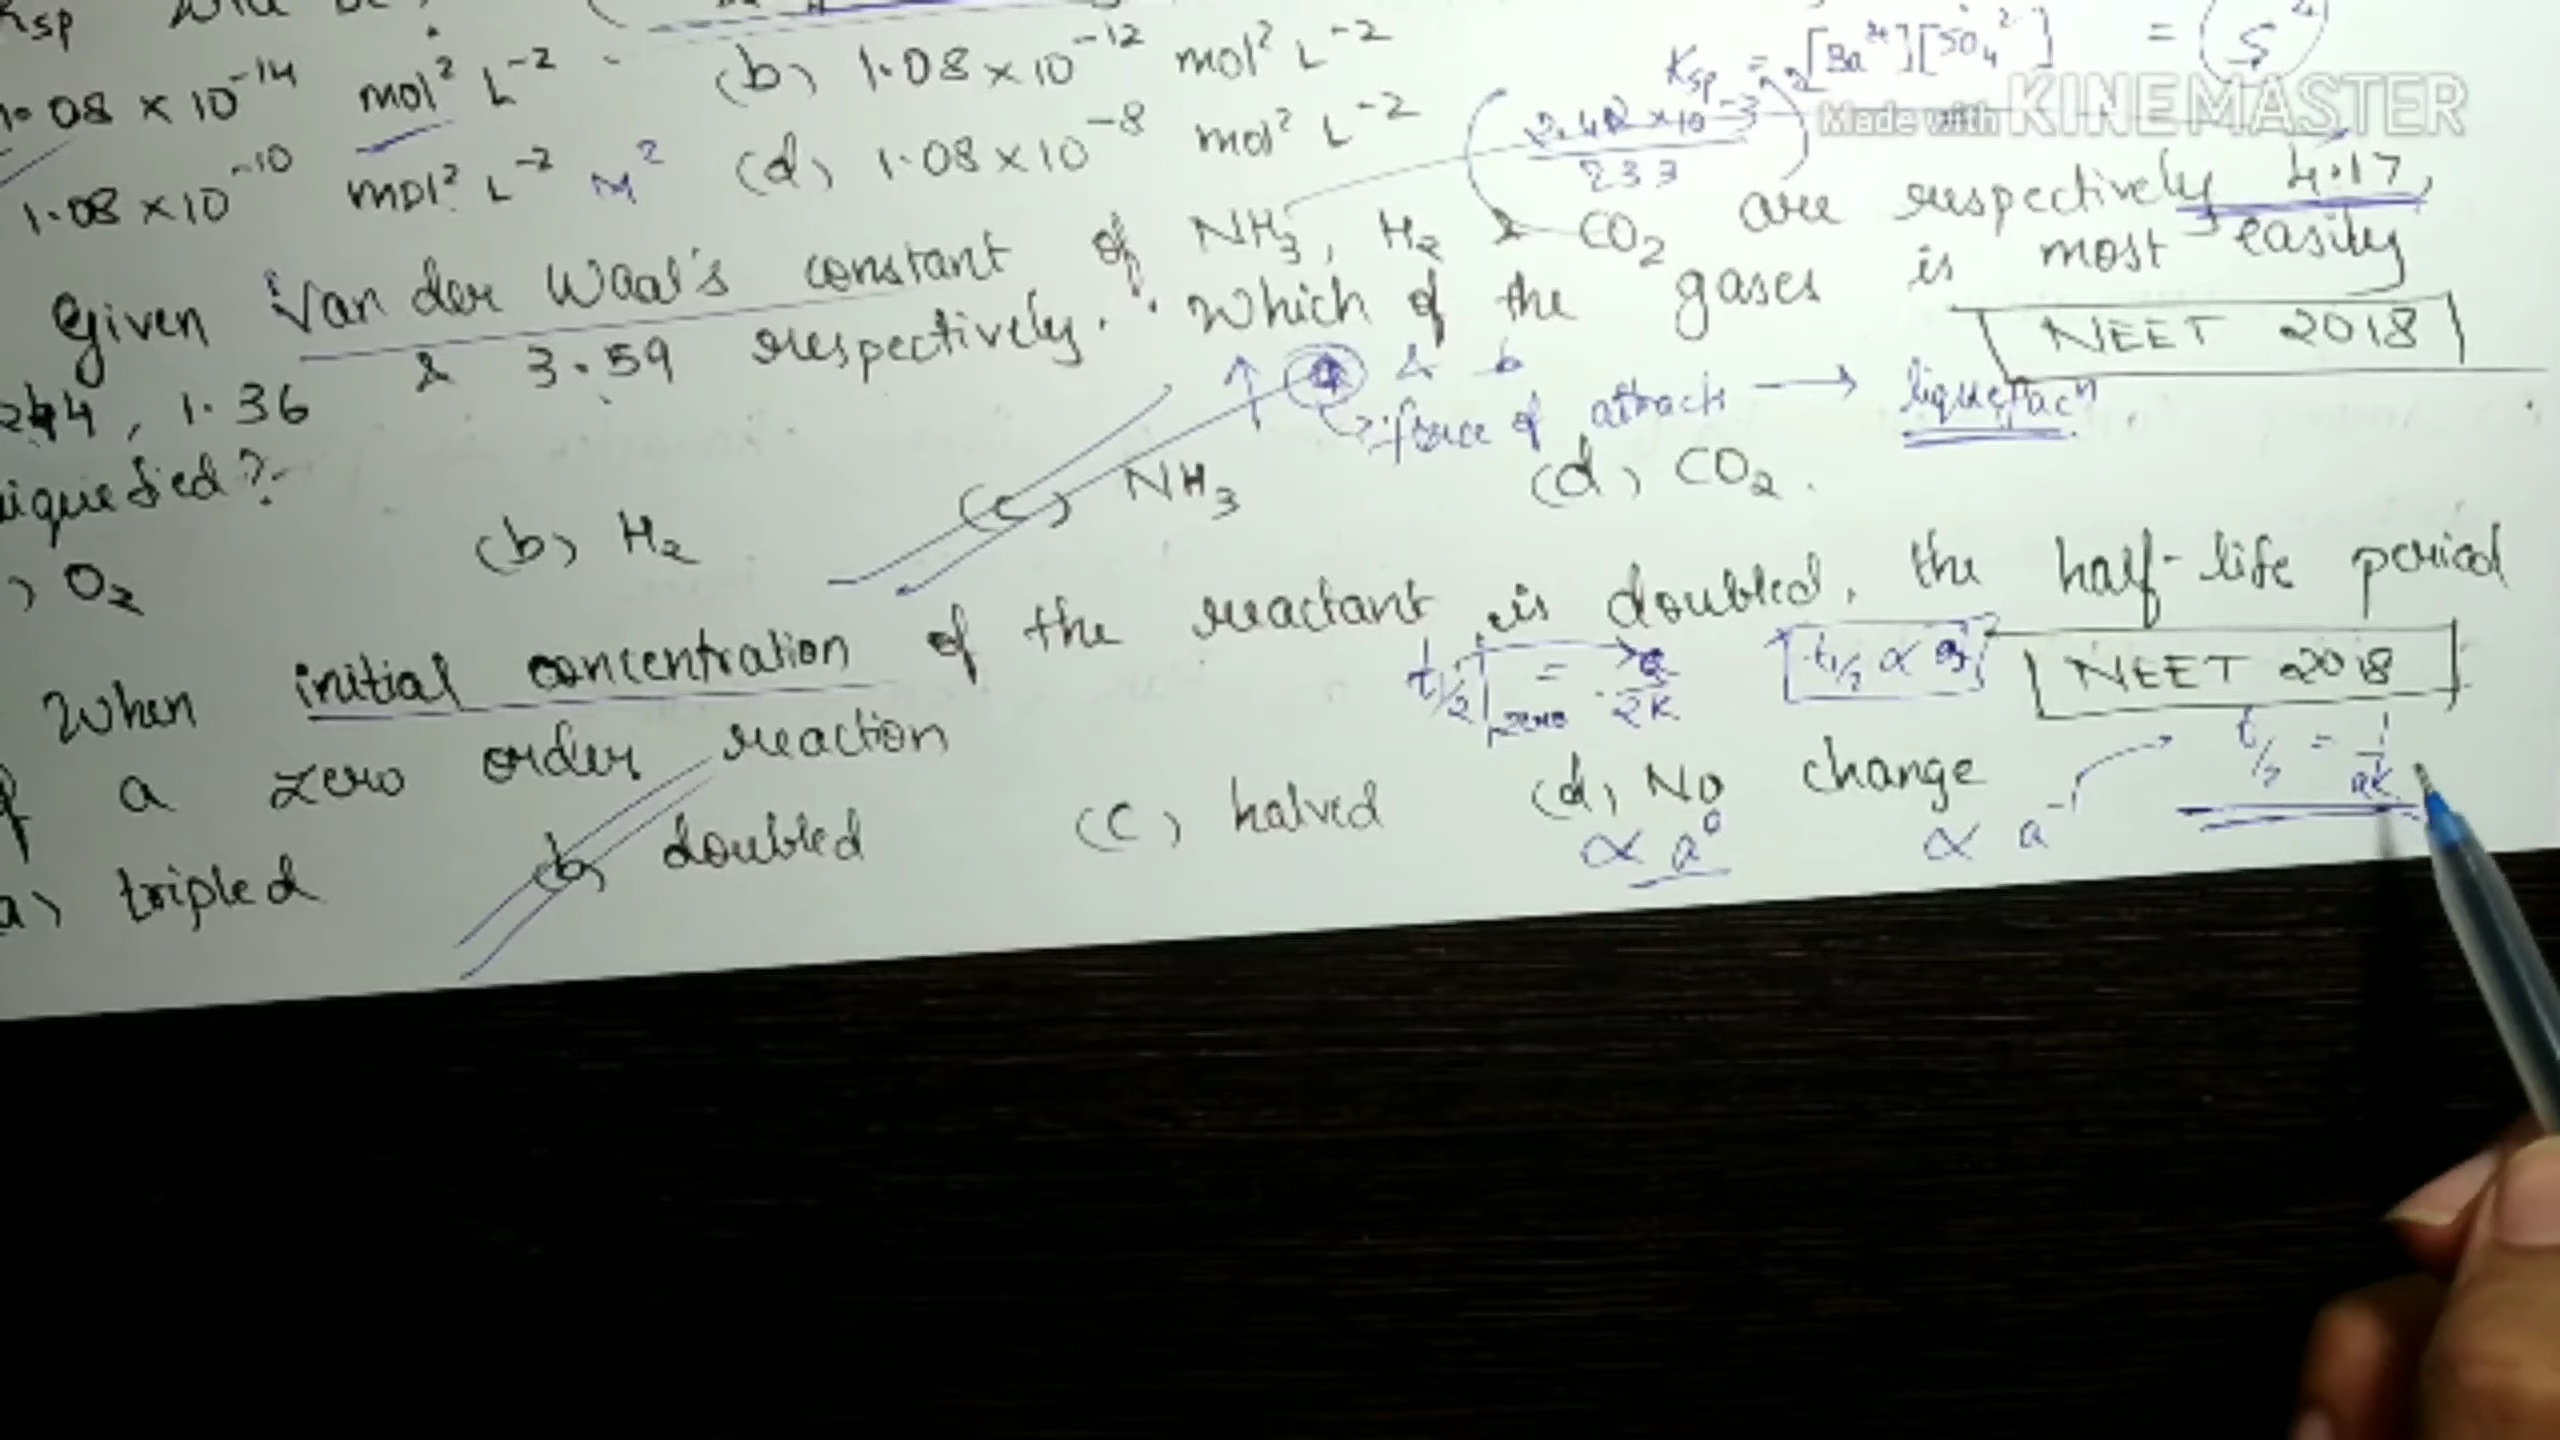 Ksp
1.08 × 10⁻¹⁴ mol² L⁻² (b) 1.08 × 10⁻¹² mol² L⁻²
1.08 × 10⁻¹⁰ mol² L⁻² M² (d) 1.08 × 10⁻⁸ mol² L⁻²
Ksp = [Ba²⁺][SO₄²⁻] = S²
Made with KINEMASTER
233
Given Van der Waal's constant of NH₃, H₂ & CO₂ are respectively 4.17,
244, 1.36 & 3.59 respectively. Which of the gases is most easily
iquefied?
NEET 2018
a & b
force of attracⁿ → liquefacⁿ
) O₂ (b) H₂ (c) NH₃ (d) CO₂.
When initial concentration of the reactant is doubled, the half-life period
f a zero order reaction
NEET 2018
t1/2|zero = a/2K
t1/2 ∝ a
a) tripled (b) doubled (c) halved (d) No change
∝ a⁰ ∝ a⁻¹
t1/2 = 1/ak